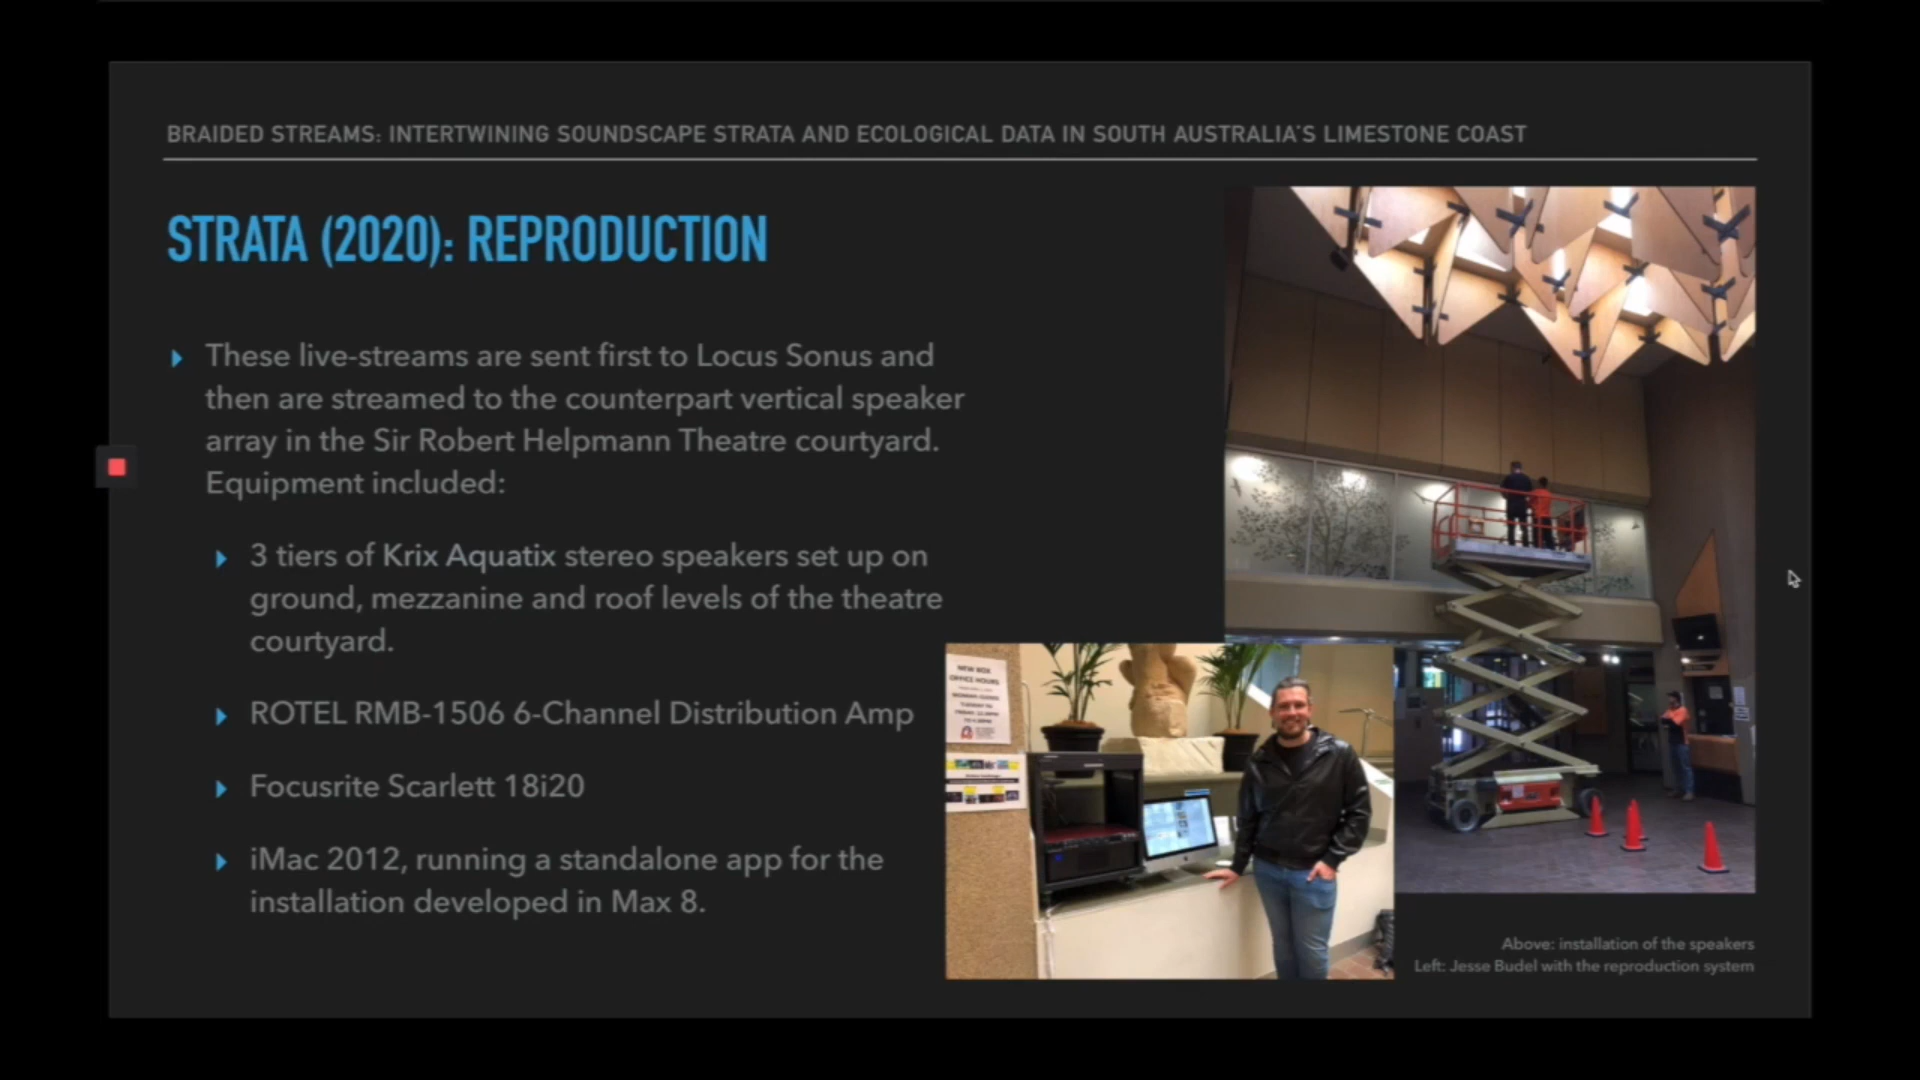 BRAIDED STREAMS: INTERTWINING SOUNDSCAPE STRATA AND ECOLOGICAL DATA IN SOUTH AUSTRALIA'S LIMESTONE COAST
STRATA (2020): REPRODUCTION
These live-streams are sent first to Locus Sonus and
then are streamed to the counterpart vertical speaker
array in the Sir Robert Helpmann Theatre courtyard.
Equipment included:
3 tiers of Krix Aquatix stereo speakers set up on
ground, mezzanine and roof levels of the theatre
courtyard.
ROTEL RMB-1506 6-Channel Distribution Amp
Focusrite Scarlett 18i20
iMac 2012, running a standalone app for the
installation developed in Max 8.
NEW BOX
OFFICE HOURS
Above: installation of the speakers
Left: Jesse Budel with the reproduction system